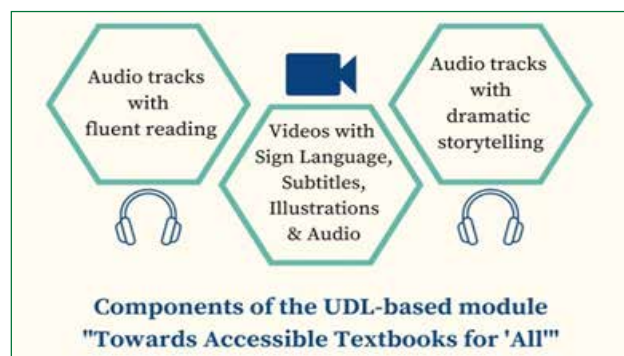 Audio tracks
with
fluent reading
Videos with
Sign Language,
Subtitles,
Illustrations
& Audio
Audio tracks
with
dramatic
storytelling
Components of the UDL-based module
"Towards Accessible Textbooks for 'All'"